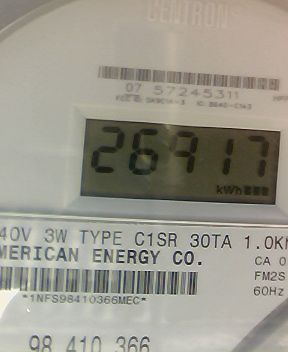 CENTRON
07 57245311
26917
kWh
40V 3W TYPE C1SR 30TA 1.0K
MERICAN ENERGY CO.
CA 0
FM2S
60Hz
*1NFS98410366MEC*
98 410 366